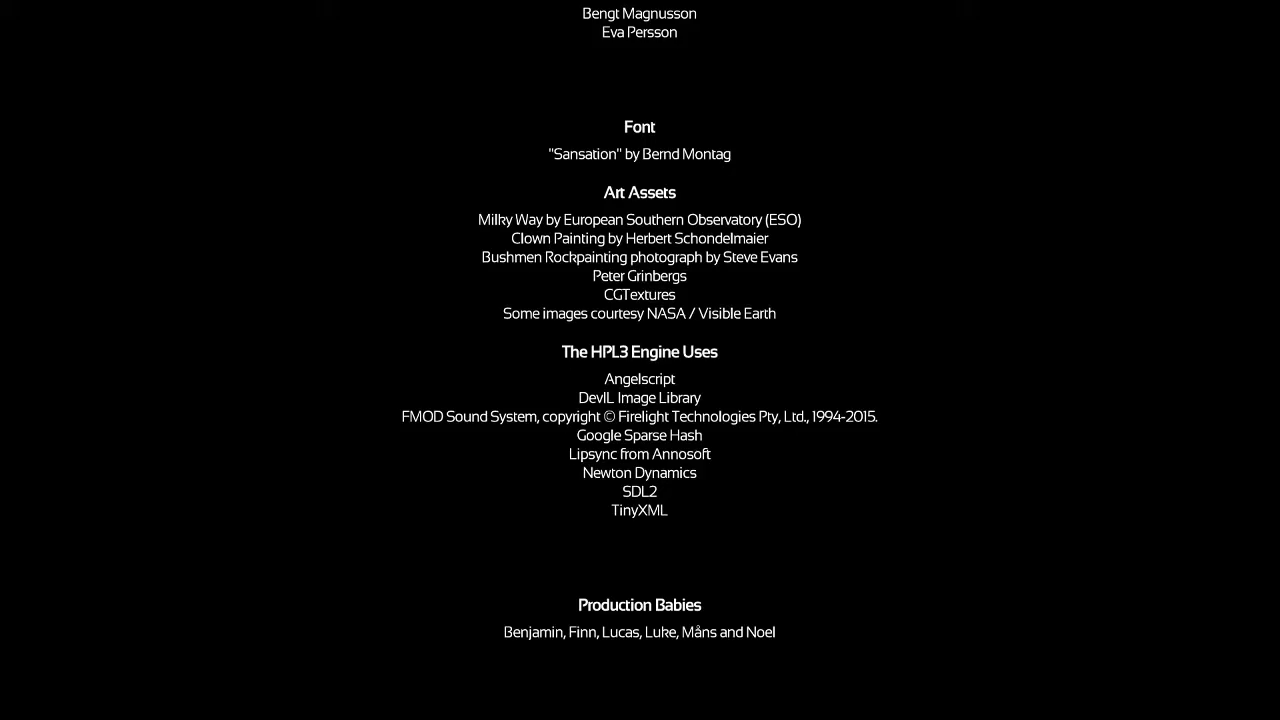 Bengt Magnusson
Eva Persson
Font
"Sansation" by Bernd Montag
Art Assets
Milky Way by European Southern Observatory (ESO)
Clown Painting by Herbert Schondelmaier
Bushmen Rockpainting photograph by Steve Evans
Peter Grinbergs
CGTextures
Some images courtesy NASA / Visible Earth
The HPL3 Engine Uses
Angelscript
DevIL Image Library
FMOD Sound System, copyright © Firelight Technologies Pty, Ltd., 1994-2015.
Google Sparse Hash
Lipsync from Annosoft
Newton Dynamics
SDL2
TinyXML
Production Babies
Benjamin, Finn, Lucas, Luke, Måns and Noel